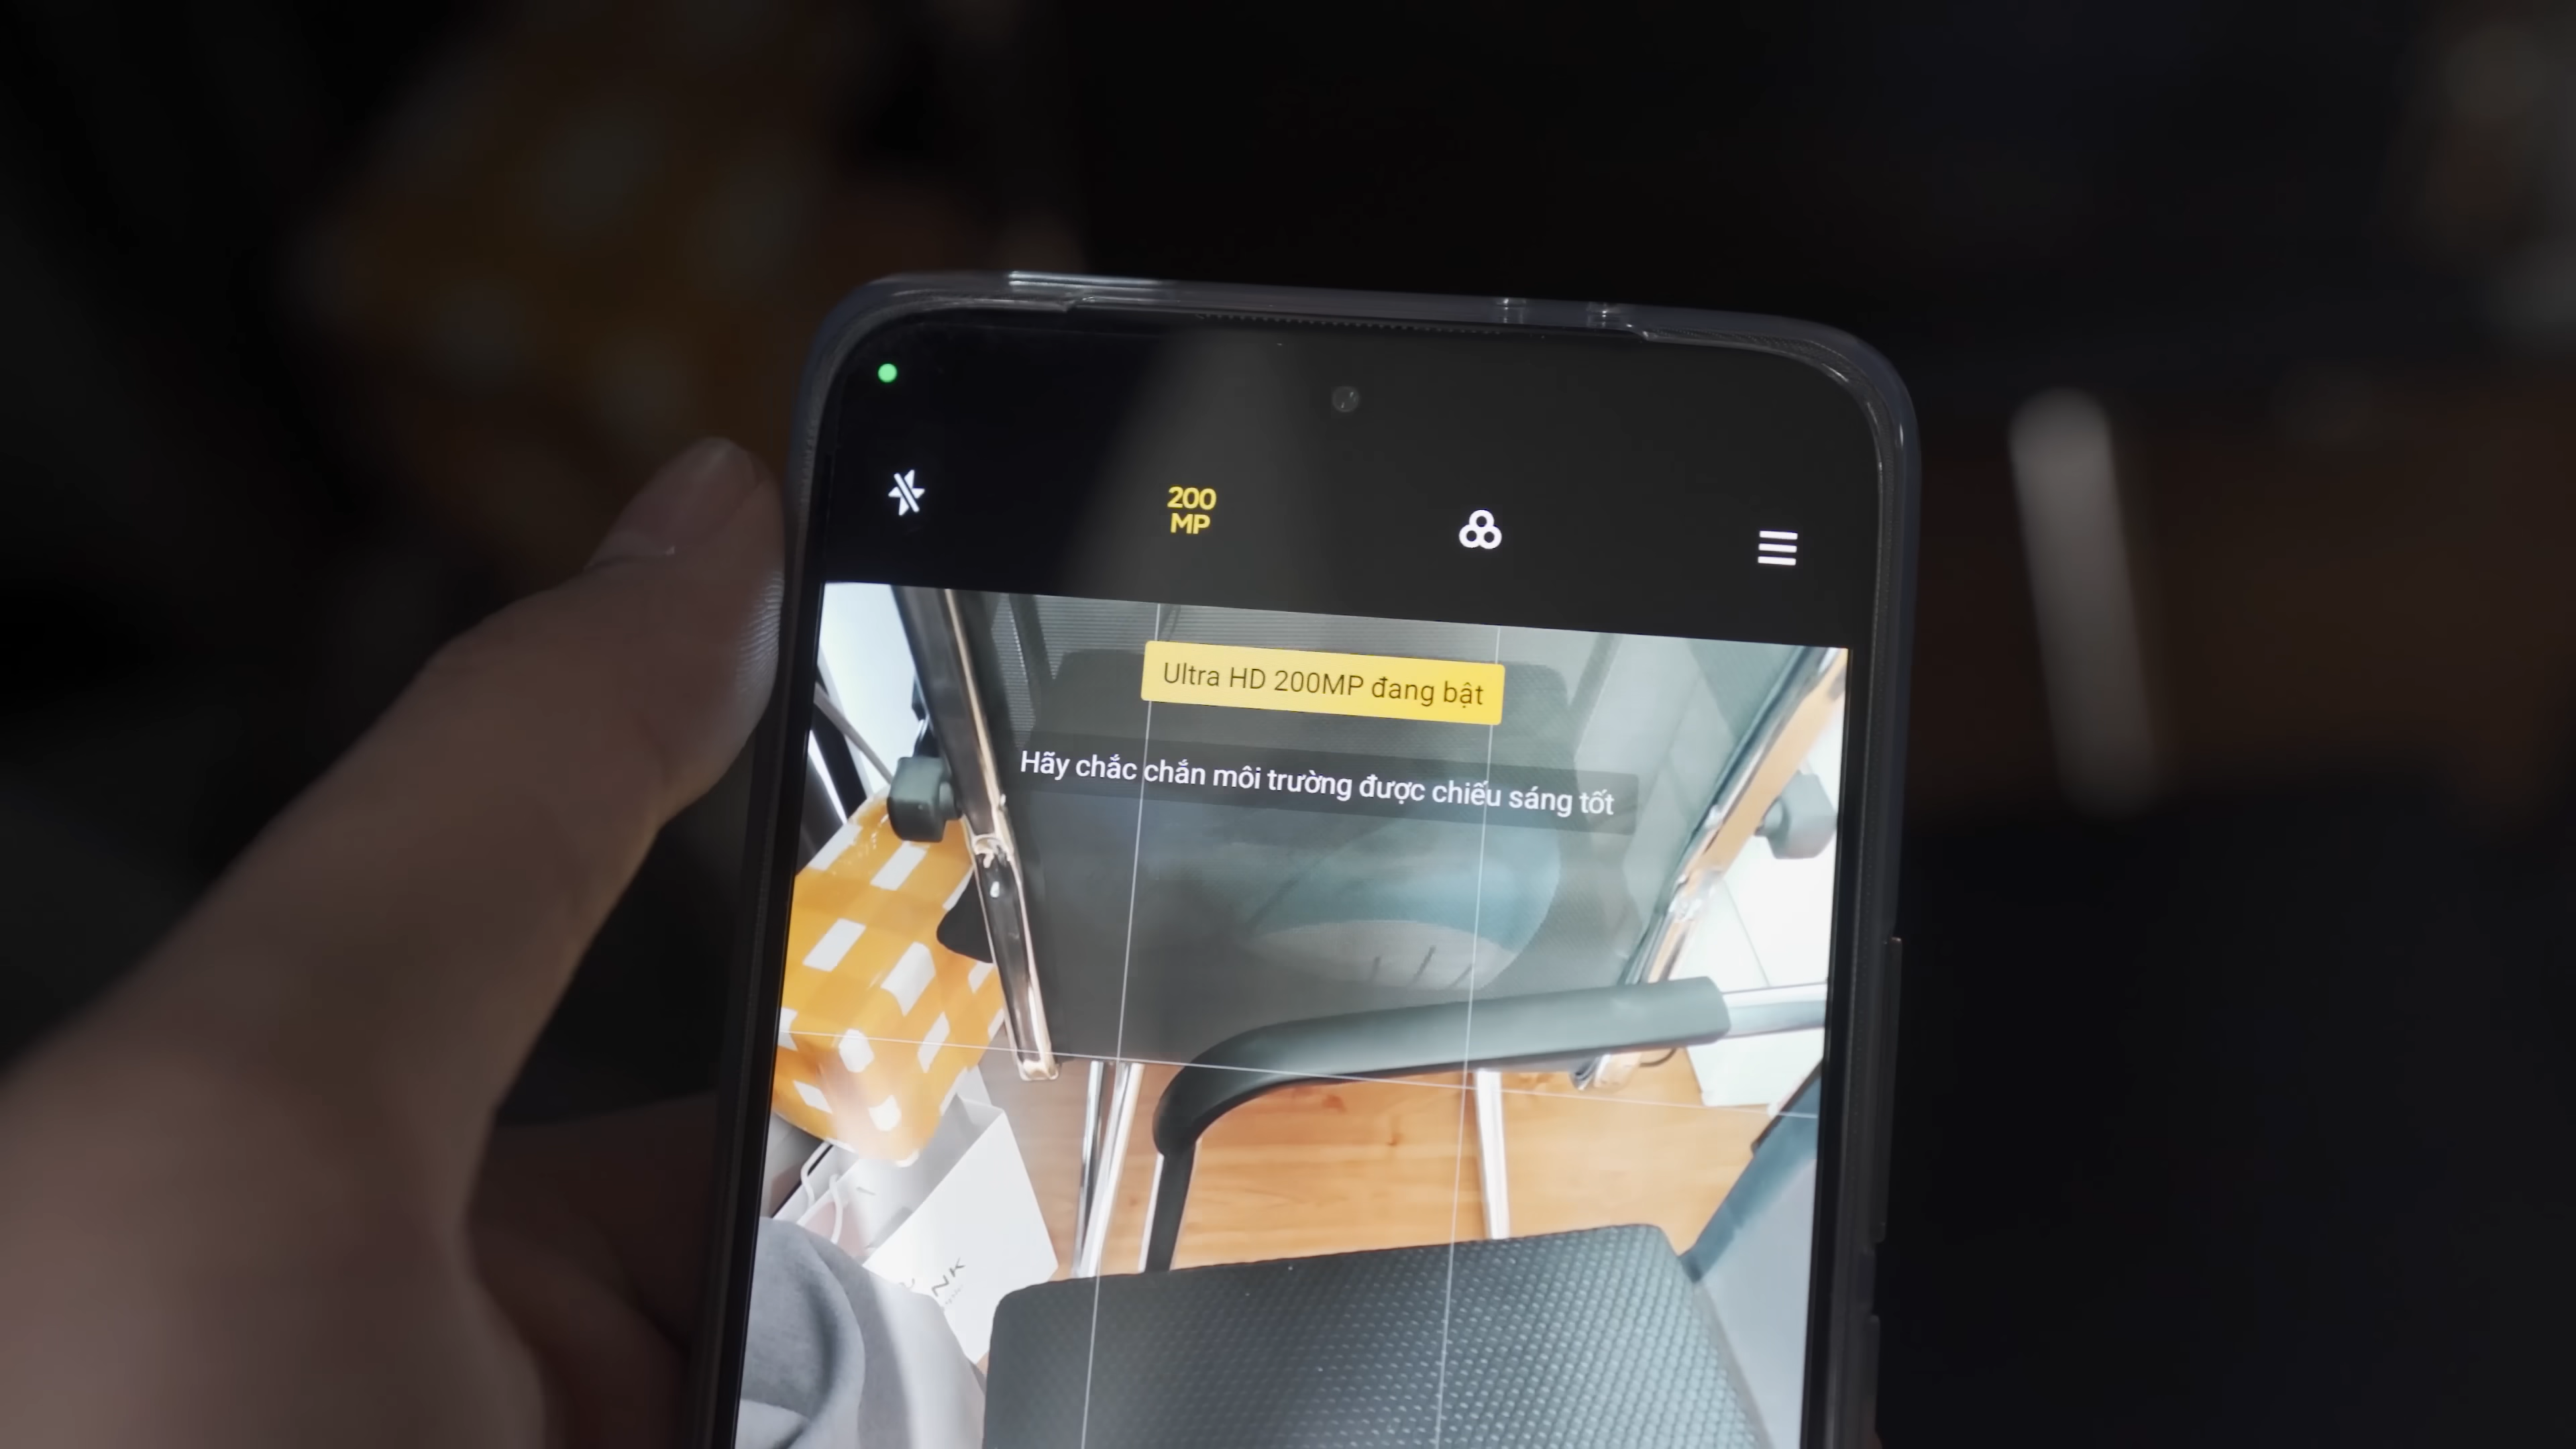 200
MP
Ultra HD 200MP đang bật
Hãy chắc chắn môi trường được chiếu sáng tốt